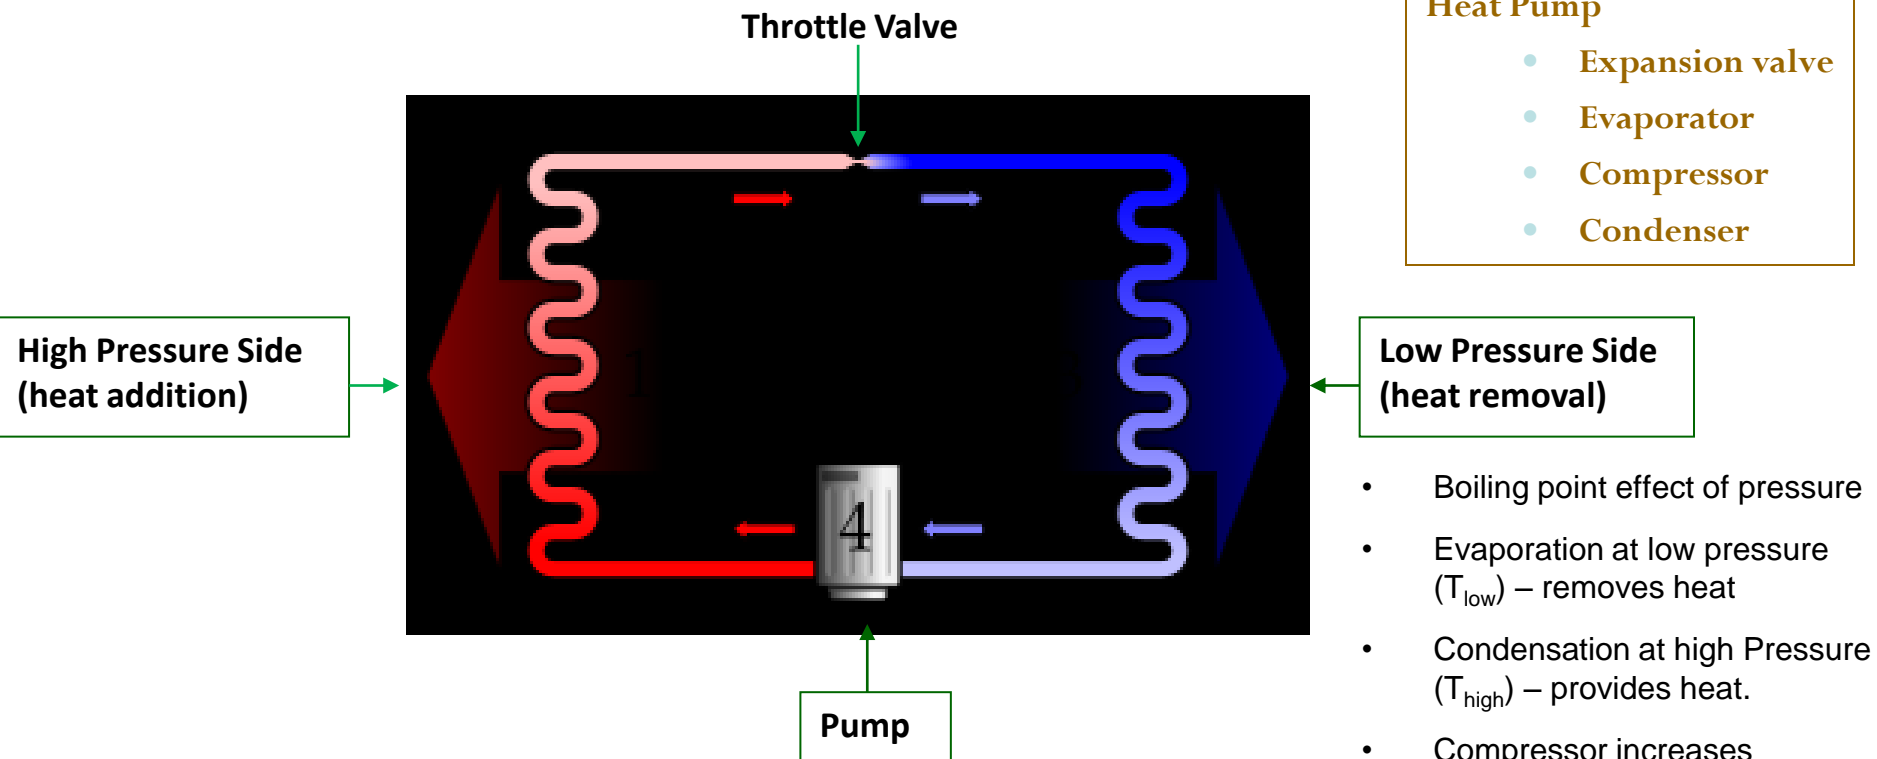 Throttle Valve
Heat Pump
• Expansion valve
• Evaporator
• Compressor
• Condenser
High Pressure Side
(heat addition)
1
4
Low Pressure Side
(heat removal)
Pump
• Boiling point effect of pressure
• Evaporation at low pressure
(Tlow) – removes heat
• Condensation at high Pressure
(Thigh) – provides heat.
• Compressor increases